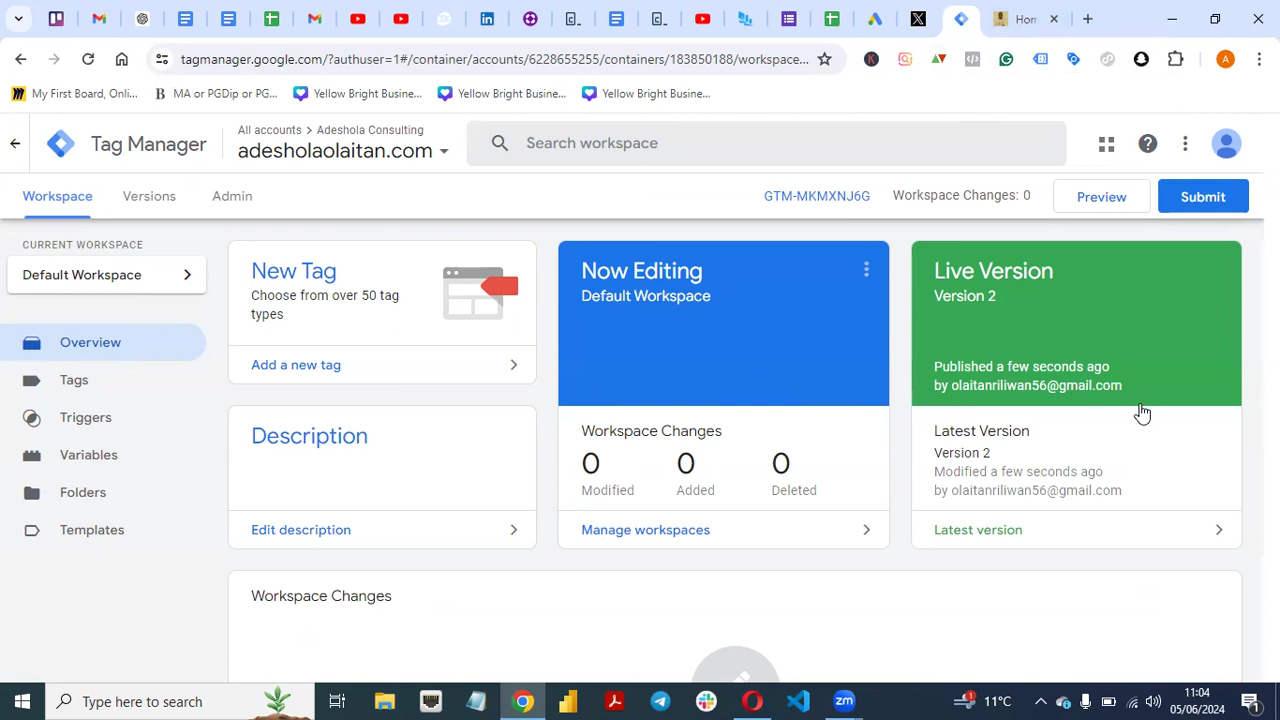 Hom
tagmanager.google.com/?authuser=1#/container/accounts/6228655255/containers/183850188/workspace...
My First Board, Onli...
MA or PGDip or PG...
Yellow Bright Busine...
Yellow Bright Busine...
Yellow Bright Busine...
Tag Manager
All accounts > Adeshola Consulting
adesholaolaitan.com
Search workspace
Workspace
Versions
Admin
GTM-MKMXNJ6G
Workspace Changes: 0
Preview
Submit
CURRENT WORKSPACE
Default Workspace
Overview
Tags
Triggers
Variables
Folders
Templates
New Tag
Choose from over 50 tag
types
Add a new tag
Description
Edit description
Now Editing
Default Workspace
Workspace Changes
0 0 0
Modified Added Deleted
Manage workspaces
Live Version
Version 2
Published a few seconds ago
by olaitanriliwan56@gmail.com
Latest Version
Version 2
Modified a few seconds ago
by olaitanriliwan56@gmail.com
Latest version
Workspace Changes
Type here to search
11°C
11:04
05/06/2024